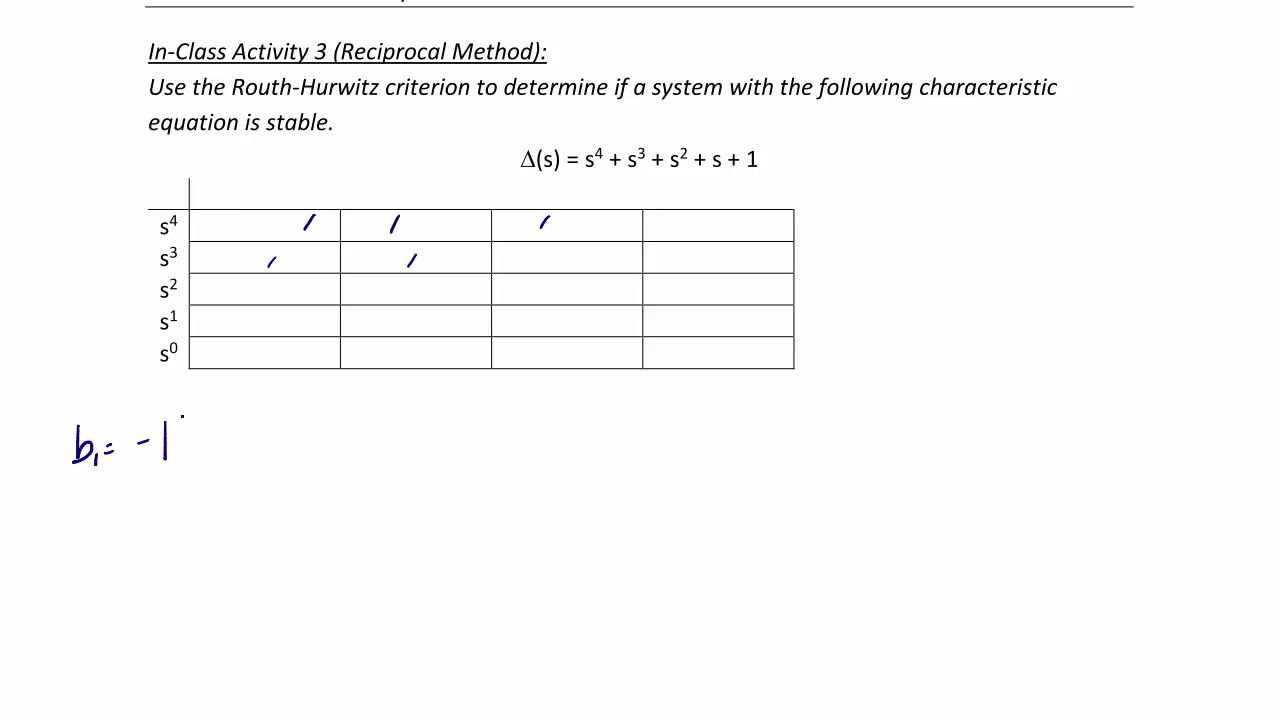 In-Class Activity 3 (Reciprocal Method):
Use the Routh-Hurwitz criterion to determine if a system with the following characteristic
equation is stable.
Δ(s) = s⁴ + s³ + s² + s + 1
s⁴ 1 1 1
s³ 1 1
s²
s¹
s⁰
b₁ = - |